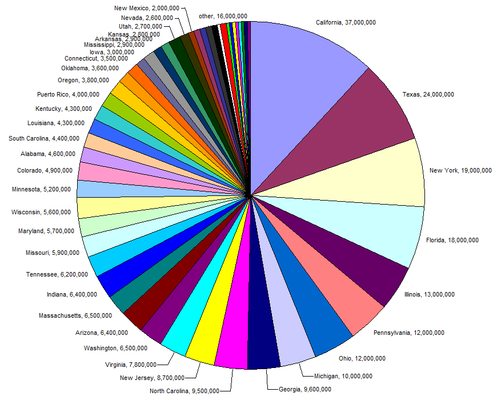 California, 37,000,000
Texas, 24,000,000
New York, 19,000,000
Florida, 18,000,000
Illinois, 13,000,000
Pennsylvania, 12,000,000
Ohio, 12,000,000
Michigan, 10,000,000
Georgia, 9,600,000
North Carolina, 9,500,000
New Jersey, 8,700,000
Virginia, 7,800,000
Washington, 6,500,000
Arizona, 6,400,000
Massachusetts, 6,500,000
Indiana, 6,400,000
Tennessee, 6,200,000
Missouri, 5,900,000
Maryland, 5,700,000
Wisconsin, 5,600,000
Minnesota, 5,200,000
Colorado, 4,900,000
Alabama, 4,600,000
South Carolina, 4,400,000
Louisiana, 4,300,000
Kentucky, 4,300,000
Puerto Rico, 4,000,000
Oregon, 3,800,000
Oklahoma, 3,600,000
Connecticut, 3,500,000
Iowa, 3,000,000
Mississippi, 2,900,000
Arkansas, 2,900,000
Kansas, 2,800,000
Utah, 2,700,000
Nevada, 2,600,000
New Mexico, 2,000,000
other, 16,000,000